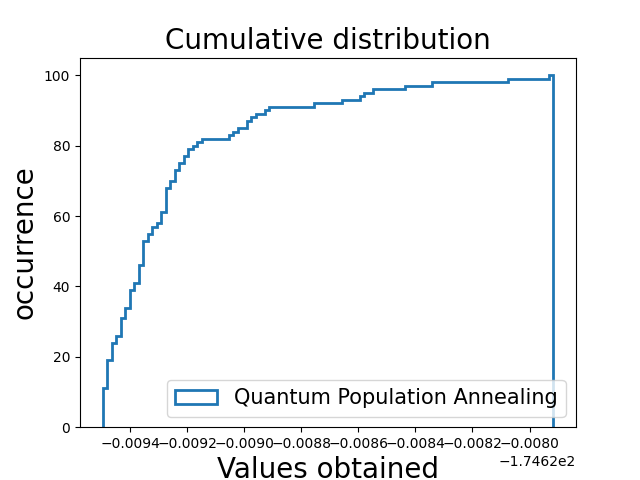 Cumulative distribution
100
80
60
40
20
0
occurrence
Quantum Population Annealing
−0.0094 −0.0092 −0.0090 −0.0088 −0.0086 −0.0084 −0.0082 −0.0080
−1.7462e2
Values obtained